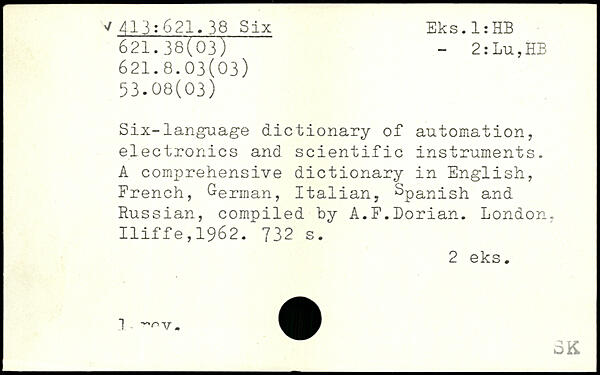 √ 413:621.38 Six Eks.1:HB
621.38(03) - 2:Lu,HB
621.8.03(03)
53.08(03)
Six-language dictionary of automation,
electronics and scientific instruments.
A comprehensive dictionary in English,
French, German, Italian, Spanish and
Russian, compiled by A.F.Dorian. London,
Iliffe,1962. 732 s.
2 eks.
1. rev.
SK